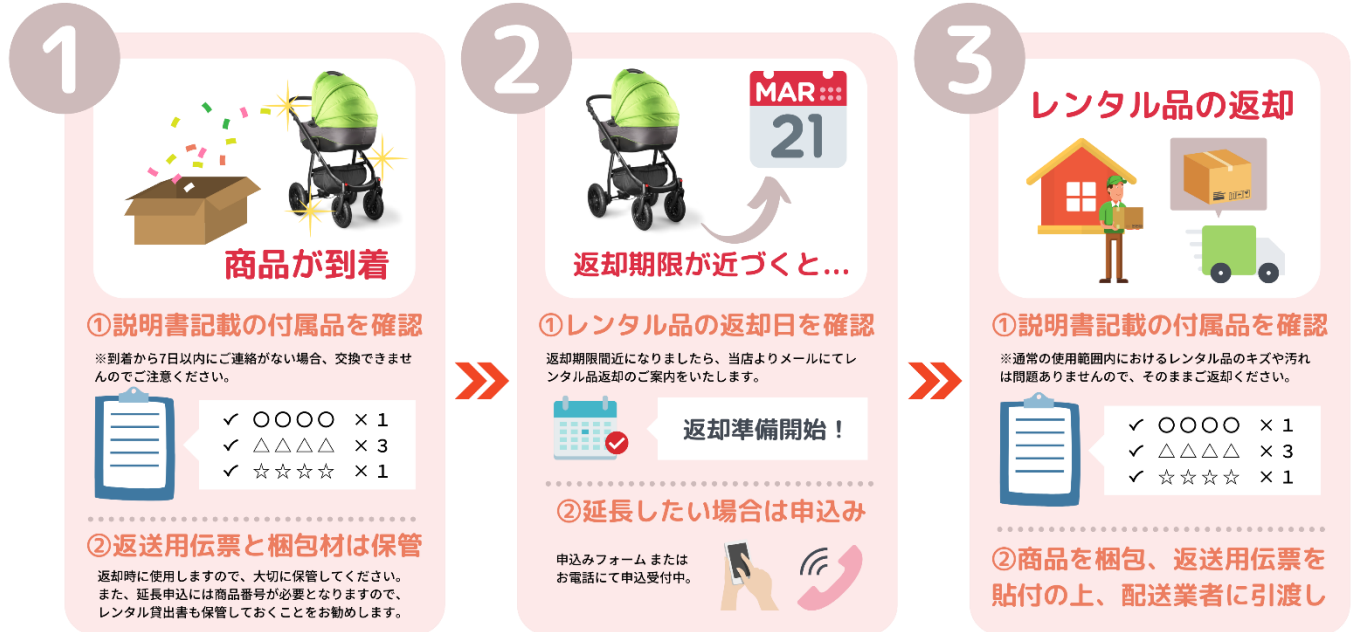 1
商品が到着
①説明書記載の付属品を確認
※到着から7日以内にご連絡がない場合、交換できませ
んのでご注意ください。
✓ 〇〇〇〇 ×1
✓ △△△△ ×3
✓ ☆☆☆☆ ×1
②返送用伝票と梱包材は保管
返却時に使用しますので、大切に保管してください。
また、延長申込には商品番号が必要となりますので、
レンタル貸出書も保管しておくことをお勧めします。
2
MAR
21
返却期限が近づくと...
①レンタル品の返却日を確認
返却期限間近になりましたら、当店よりメールにてレ
ンタル品返却のご案内をいたします。
返却準備開始！
②延長したい場合は申込み
申込みフォーム または
お電話にて申込受付中。
3
レンタル品の返却
①説明書記載の付属品を確認
※通常の使用範囲内におけるレンタル品のキズや汚れ
は問題ありませんので、そのままご返却ください。
✓ 〇〇〇〇 ×1
✓ △△△△ ×3
✓ ☆☆☆☆ ×1
②商品を梱包、返送用伝票を
貼付の上、配送業者に引渡し